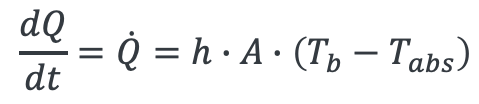 dQ/dt = Q̇ = h · A · (T_b − T_abs)